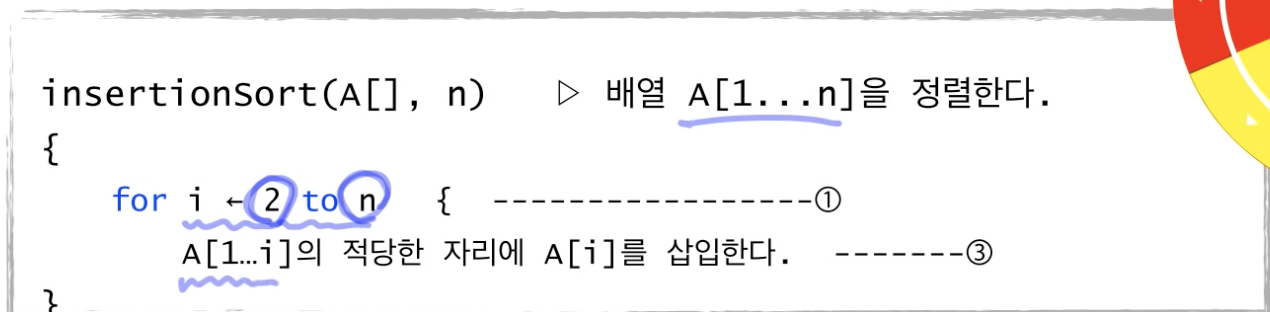 insertionSort(A[], n)    ▷ 배열 A[1...n]을 정렬한다.
{
    for i ← 2 to n  {  -----------------①
        A[1…i]의 적당한 자리에 A[i]를 삽입한다.  -------③
}